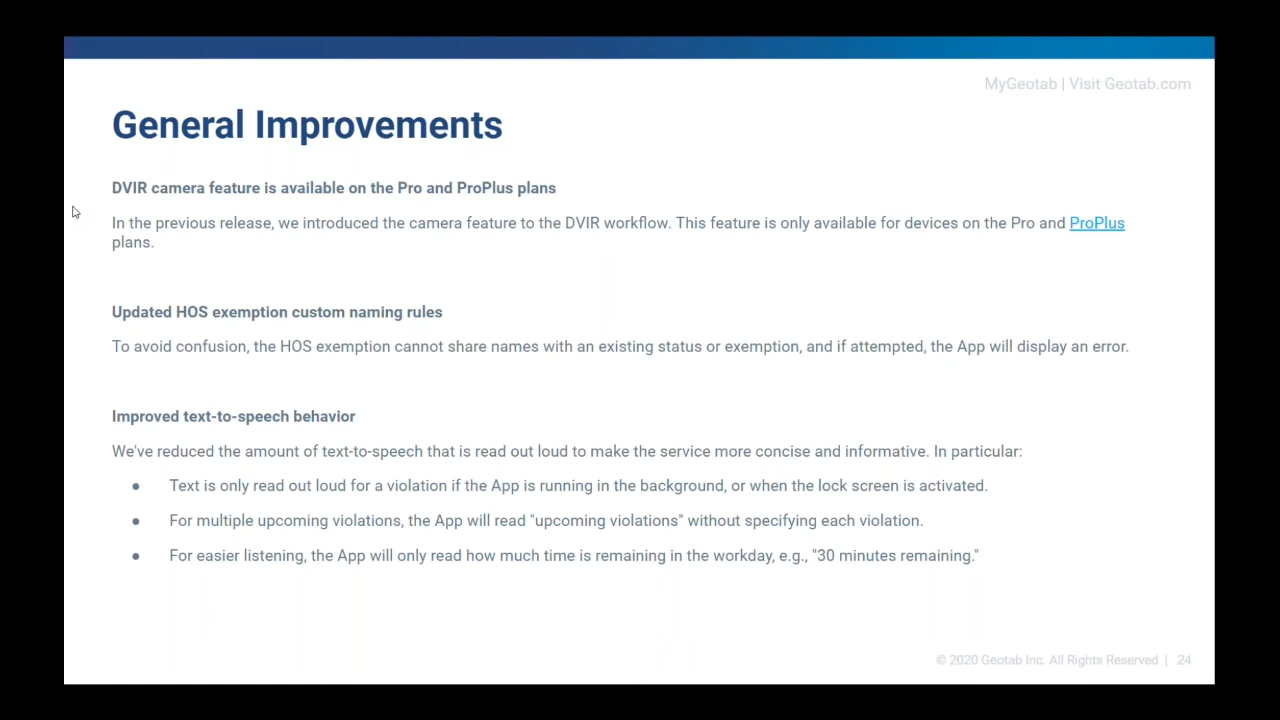 MyGeotab | Visit Geotab.com
General Improvements
DVIR camera feature is available on the Pro and ProPlus plans
In the previous release, we introduced the camera feature to the DVIR workflow. This feature is only available for devices on the Pro and ProPlus
plans.
Updated HOS exemption custom naming rules
To avoid confusion, the HOS exemption cannot share names with an existing status or exemption, and if attempted, the App will display an error.
Improved text-to-speech behavior
We've reduced the amount of text-to-speech that is read out loud to make the service more concise and informative. In particular:
● Text is only read out loud for a violation if the App is running in the background, or when the lock screen is activated.
● For multiple upcoming violations, the App will read "upcoming violations" without specifying each violation.
● For easier listening, the App will only read how much time is remaining in the workday, e.g., "30 minutes remaining."
© 2020 Geotab Inc. All Rights Reserved | 24